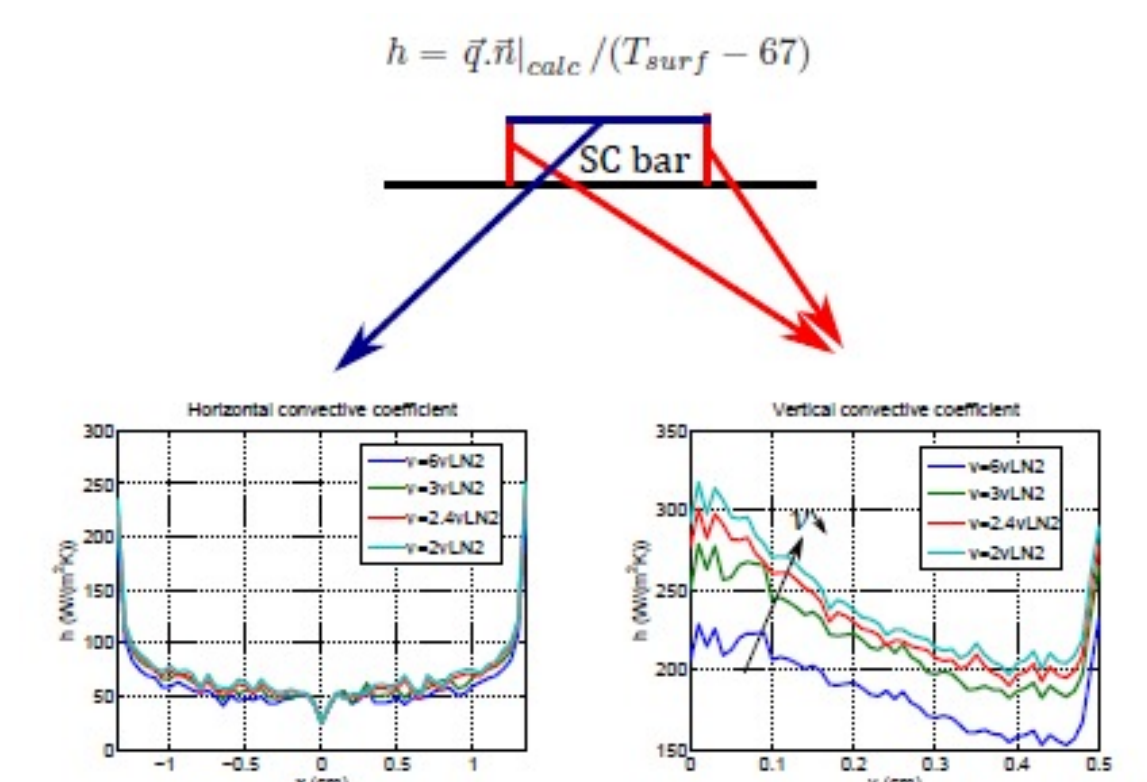 h = q⃗.n⃗|calc /(Tsurf − 67)
SC bar
Horizontal convective coefficient
300
250
200
150
100
50
0
h (W/(m²K))
v=6vLN2
v=3vLN2
v=2.4vLN2
v=2vLN2
−1
−0.5
0
0.5
1
Vertical convective coefficient
350
300
250
200
150
h (W/(m²K))
v=6vLN2
v=3vLN2
v=2.4vLN2
v=2vLN2
ν↘
0
0.1
0.2
0.3
0.4
0.5